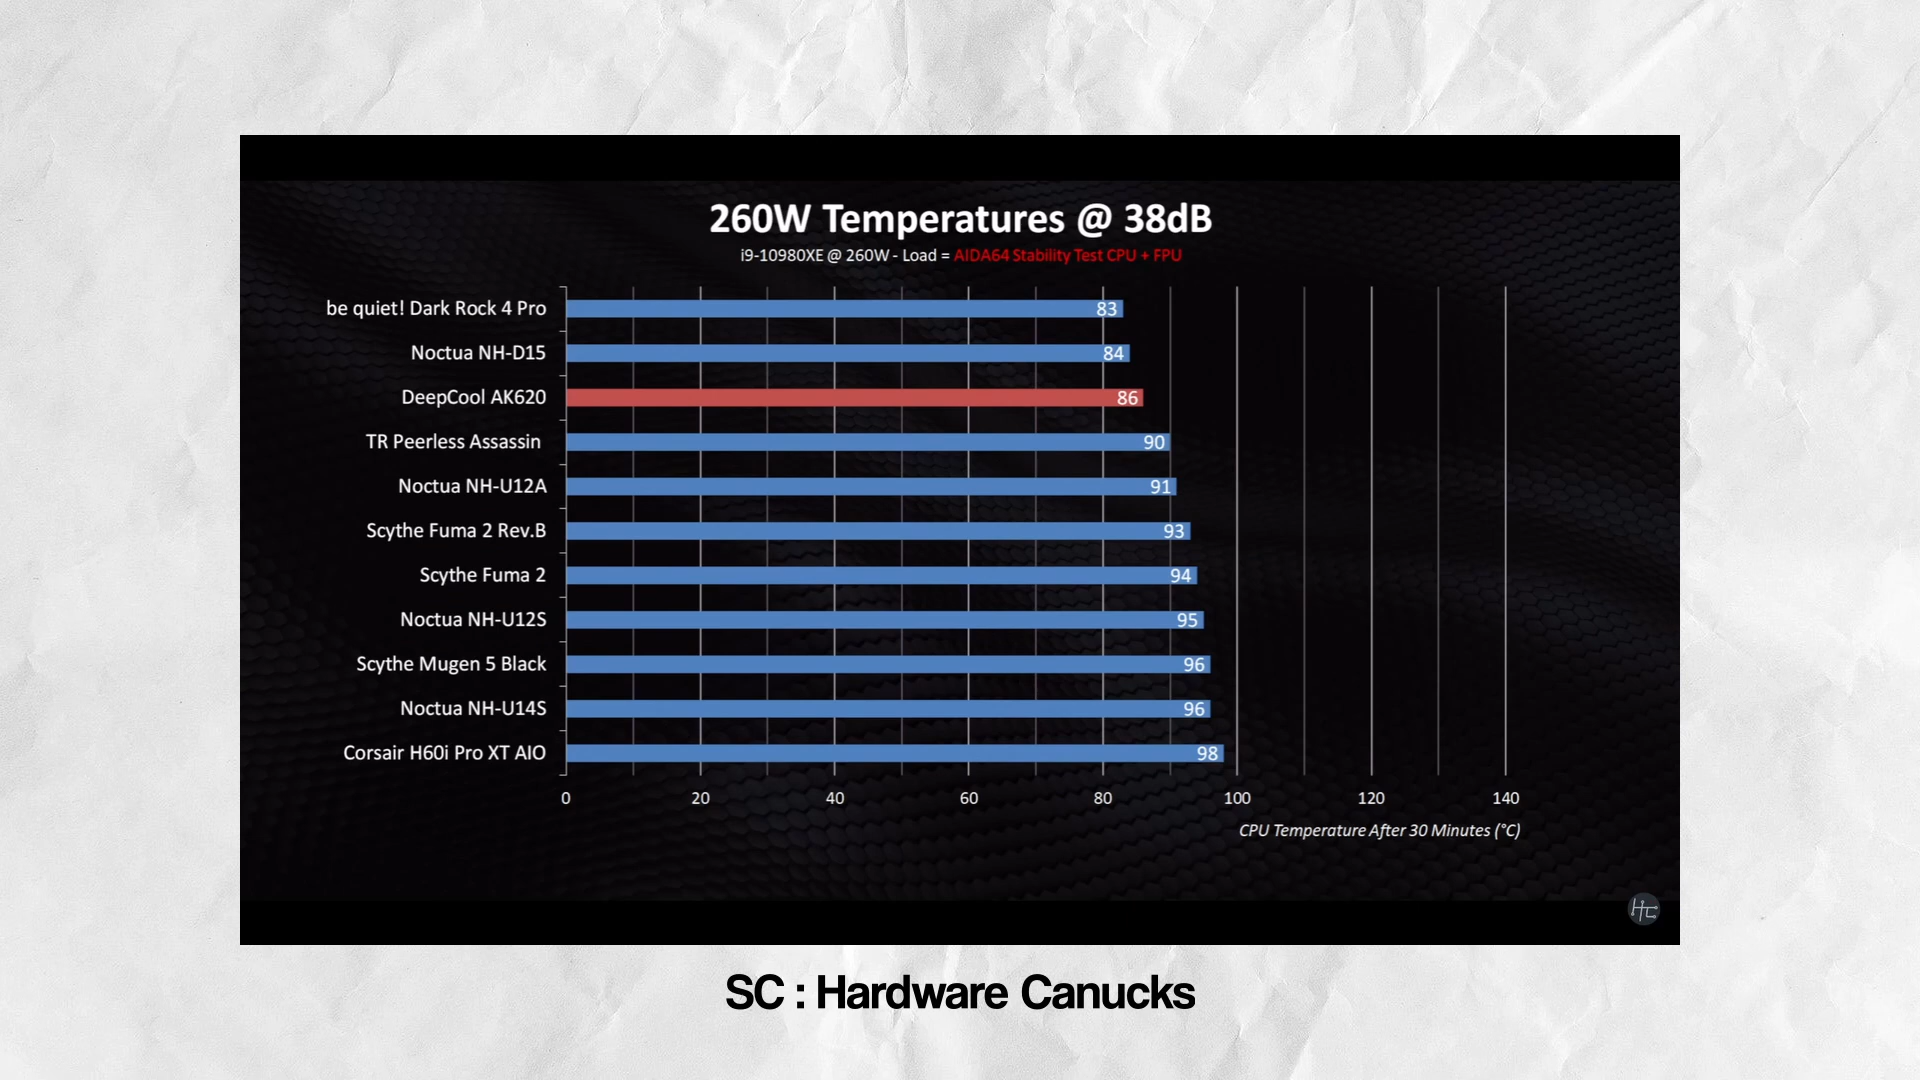 260W Temperatures @ 38dB
i9-10980XE @ 260W - Load = AIDA64 Stability Test CPU + FPU
be quiet! Dark Rock 4 Pro 83
Noctua NH-D15 84
DeepCool AK620 86
TR Peerless Assassin 90
Noctua NH-U12A 91
Scythe Fuma 2 Rev.B 93
Scythe Fuma 2 94
Noctua NH-U12S 95
Scythe Mugen 5 Black 96
Noctua NH-U14S 96
Corsair H60i Pro XT AIO 98
0 20 40 60 80 100 120 140
CPU Temperature After 30 Minutes (°C)
HC
SC : Hardware Canucks